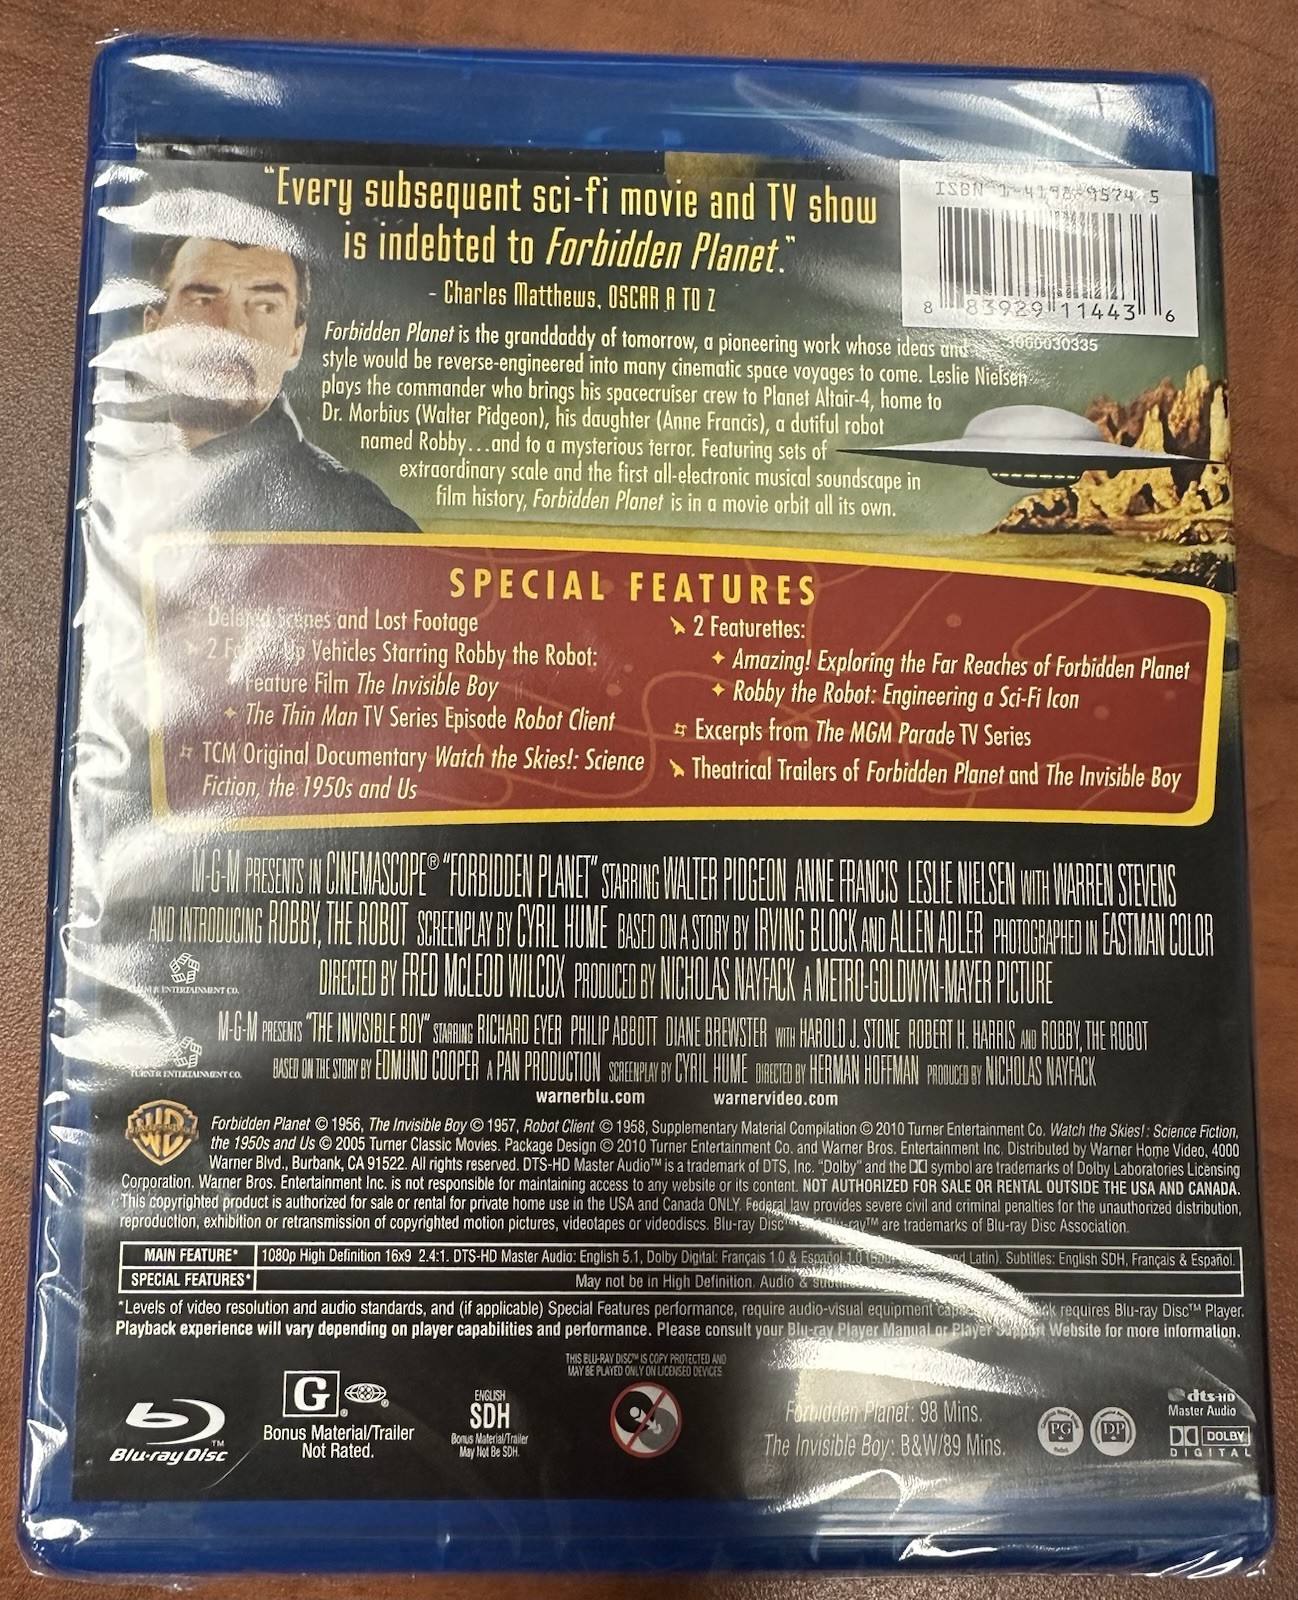 "Every subsequent sci-fi movie and TV show
is indebted to Forbidden Planet."
- Charles Matthews, OSCAR A TO Z
ISBN 1-4198-9574 5
8 83929 11443 6
3000030335
Forbidden Planet is the granddaddy of tomorrow, a pioneering work whose ideas and
style would be reverse-engineered into many cinematic space voyages to come. Leslie Nielsen
plays the commander who brings his spacecruiser crew to Planet Altair-4, home to
Dr. Morbius (Walter Pidgeon), his daughter (Anne Francis), a dutiful robot
named Robby...and to a mysterious terror. Featuring sets of
extraordinary scale and the first all-electronic musical soundscape in
film history, Forbidden Planet is in a movie orbit all its own.
SPECIAL FEATURES
Deleted Scenes and Lost Footage
2 Follow-Up Vehicles Starring Robby the Robot:
Feature Film The Invisible Boy
The Thin Man TV Series Episode Robot Client
TCM Original Documentary Watch the Skies!: Science
Fiction, the 1950s and Us
2 Featurettes:
Amazing! Exploring the Far Reaches of Forbidden Planet
Robby the Robot: Engineering a Sci-Fi Icon
Excerpts from The MGM Parade TV Series
Theatrical Trailers of Forbidden Planet and The Invisible Boy
M-G-M PRESENTS IN CINEMASCOPE® "FORBIDDEN PLANET" STARRING WALTER PIDGEON ANNE FRANCIS LESLIE NIELSEN WITH WARREN STEVENS
AND INTRODUCING ROBBY, THE ROBOT SCREENPLAY BY CYRIL HUME BASED ON A STORY BY IRVING BLOCK AND ALLEN ADLER PHOTOGRAPHED IN EASTMAN COLOR
DIRECTED BY FRED McLEOD WILCOX PRODUCED BY NICHOLAS NAYFACK A METRO-GOLDWYN-MAYER PICTURE
ENTERTAINMENT CO.
M-G-M PRESENTS "THE INVISIBLE BOY" STARRING RICHARD EYER PHILIP ABBOTT DIANE BREWSTER WITH HAROLD J. STONE ROBERT H. HARRIS AND ROBBY, THE ROBOT
BASED ON THE STORY BY EDMUND COOPER A PAN PRODUCTION SCREENPLAY BY CYRIL HUME DIRECTED BY HERMAN HOFFMAN PRODUCED BY NICHOLAS NAYFACK
TURNER ENTERTAINMENT CO.
warnerblu.com warnervideo.com
Forbidden Planet © 1956, The Invisible Boy © 1957, Robot Client © 1958, Supplementary Material Compilation © 2010 Turner Entertainment Co. Watch the Skies!: Science Fiction,
the 1950s and Us © 2005 Turner Classic Movies. Package Design © 2010 Turner Entertainment Co. and Warner Bros. Entertainment Inc. Distributed by Warner Home Video, 4000
Warner Blvd., Burbank, CA 91522. All rights reserved. DTS-HD Master Audio™ is a trademark of DTS, Inc. "Dolby" and the symbol are trademarks of Dolby Laboratories Licensing
Corporation. Warner Bros. Entertainment Inc. is not responsible for maintaining access to any website or its content. NOT AUTHORIZED FOR SALE OR RENTAL OUTSIDE THE USA AND CANADA.
This copyrighted product is authorized for sale or rental for private home use in the USA and Canada ONLY. Federal law provides severe civil and criminal penalties for the unauthorized distribution,
reproduction, exhibition or retransmission of copyrighted motion pictures, videotapes or videodiscs. Blu-ray Disc™ and Blu-ray™ are trademarks of Blu-ray Disc Association.
MAIN FEATURE* 1080p High Definition 16x9 2.4:1. DTS-HD Master Audio: English 5.1, Dolby Digital: Français 1.0 & Español 1.0 and Latin). Subtitles: English SDH, Français & Español.
SPECIAL FEATURES* May not be in High Definition. Audio &
*Levels of video resolution and audio standards, and (if applicable) Special Features performance, require audio-visual equipment requires Blu-ray Disc™ Player.
Playback experience will vary depending on player capabilities and performance. Please consult your Blu-ray Player Manual or Player Support Website for more information.
THIS BLU-RAY DISC™ IS COPY PROTECTED AND
MAY BE PLAYED ONLY ON LICENSED DEVICES
Blu-ray Disc™
G
Bonus Material/Trailer
Not Rated.
ENGLISH
SDH
Bonus Material/Trailer
May Not Be SDH.
Forbidden Planet: 98 Mins.
The Invisible Boy: B&W/89 Mins.
PG
DP
dts-HD
Master Audio
DOLBY
DIGITAL